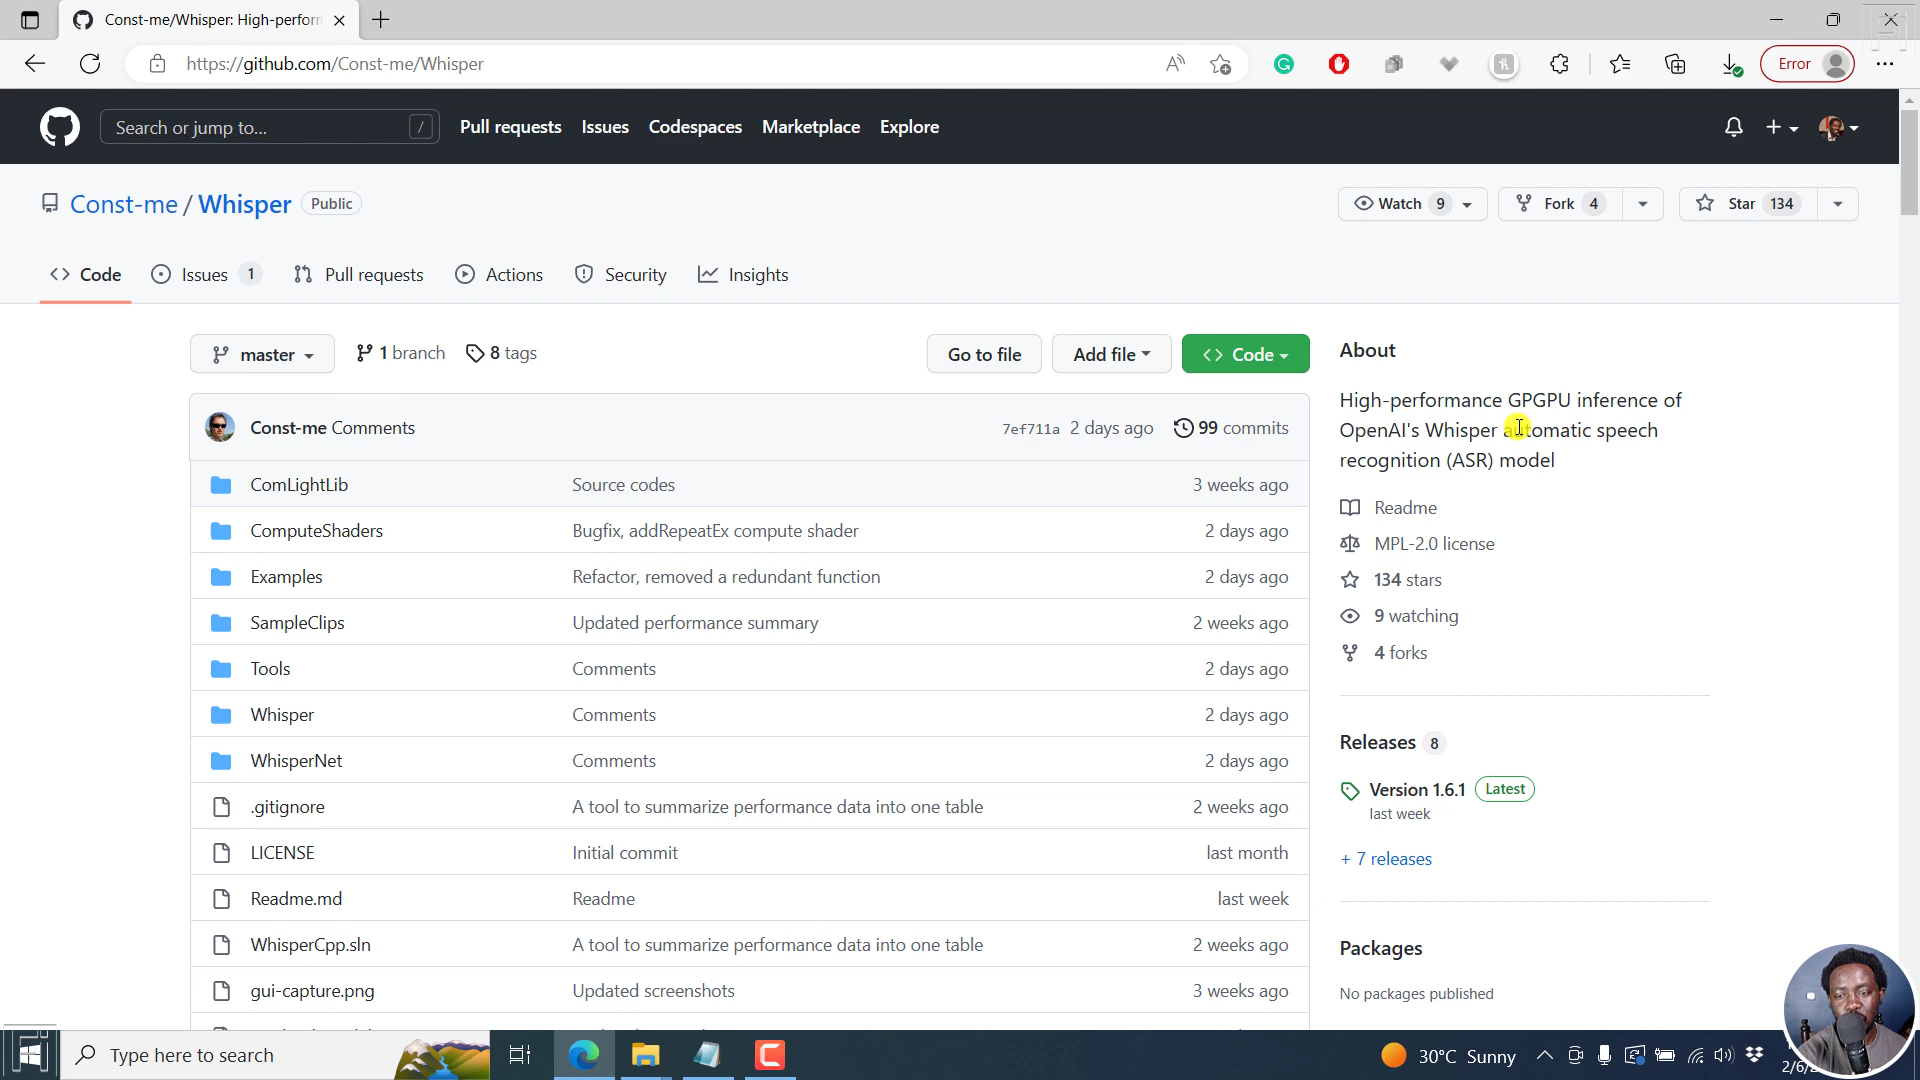 Const-me/Whisper: High-perform
https://github.com/Const-me/Whisper
Error
Search or jump to...
/
Pull requests
Issues
Codespaces
Marketplace
Explore
Const-me / Whisper
Public
Watch 9
Fork 4
Star 134
Code
Issues 1
Pull requests
Actions
Security
Insights
master
1 branch
8 tags
Go to file
Add file
Code
Const-me Comments
7ef711a 2 days ago
99 commits
ComLightLib Source codes 3 weeks ago
ComputeShaders Bugfix, addRepeatEx compute shader 2 days ago
Examples Refactor, removed a redundant function 2 days ago
SampleClips Updated performance summary 2 weeks ago
Tools Comments 2 days ago
Whisper Comments 2 days ago
WhisperNet Comments 2 days ago
.gitignore A tool to summarize performance data into one table 2 weeks ago
LICENSE Initial commit last month
Readme.md Readme last week
WhisperCpp.sln A tool to summarize performance data into one table 2 weeks ago
gui-capture.png Updated screenshots 3 weeks ago
About
High-performance GPGPU inference of
OpenAI's Whisper automatic speech
recognition (ASR) model
Readme
MPL-2.0 license
134 stars
9 watching
4 forks
Releases 8
Version 1.6.1 Latest
last week
+ 7 releases
Packages
No packages published
Type here to search
30°C Sunny
2/6/2